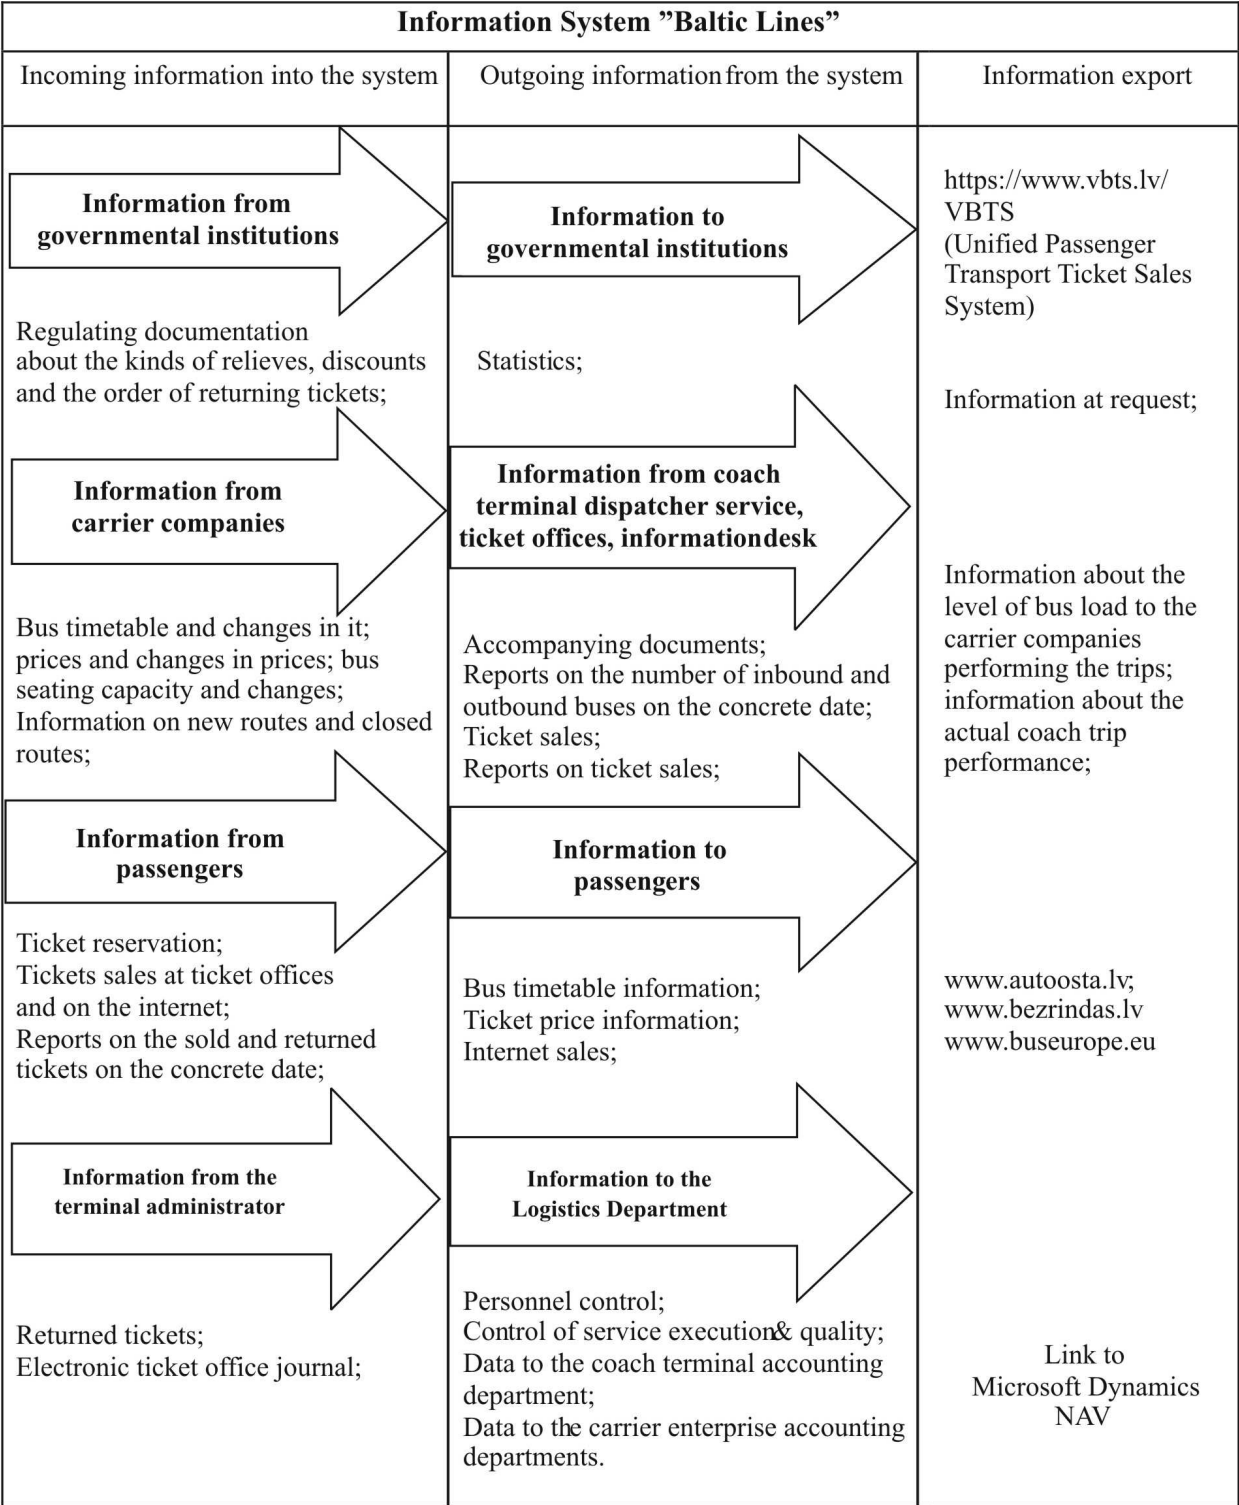 Information System ”Baltic Lines”
Incoming information into the system
Outgoing information from the system
Information export
Information from
governmental institutions
Information to
governmental institutions
https://www.vbts.lv/
VBTS
(Unified Passenger
Transport Ticket Sales
System)
Regulating documentation
about the kinds of relieves, discounts
and the order of returning tickets;
Statistics;
Information at request;
Information from
carrier companies
Information from coach
terminal dispatcher service,
ticket offices, informationdesk
Bus timetable and changes in it;
prices and changes in prices; bus
seating capacity and changes;
Information on new routes and closed
routes;
Accompanying documents;
Reports on the number of inbound and
outbound buses on the concrete date;
Ticket sales;
Reports on ticket sales;
Information about the
level of bus load to the
carrier companies
performing the trips;
information about the
actual coach trip
performance;
Information from
passengers
Information to
passengers
Ticket reservation;
Tickets sales at ticket offices
and on the internet;
Reports on the sold and returned
tickets on the concrete date;
Bus timetable information;
Ticket price information;
Internet sales;
www.autoosta.lv;
www.bezrindas.lv
www.buseurope.eu
Information from the
terminal administrator
Information to the
Logistics Department
Returned tickets;
Electronic ticket office journal;
Personnel control;
Control of service execution& quality;
Data to the coach terminal accounting
department;
Data to the carrier enterprise accounting
departments.
Link to
Microsoft Dynamics
NAV